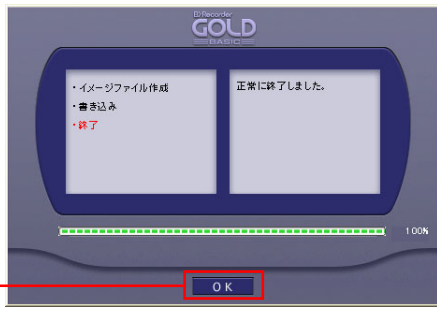 B's Recorder
GOLD
BASIC
・イメージファイル作成
・書き込み
・終了
正常に終了しました。
100%
OK